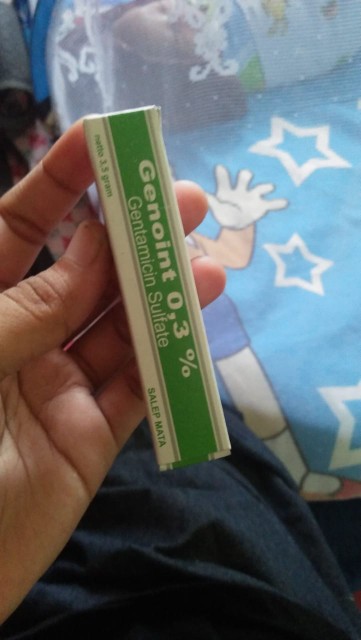 netto 3,5 gram
Genoint 0,3 %
Gentamicin Sulfate
SALEP MATA